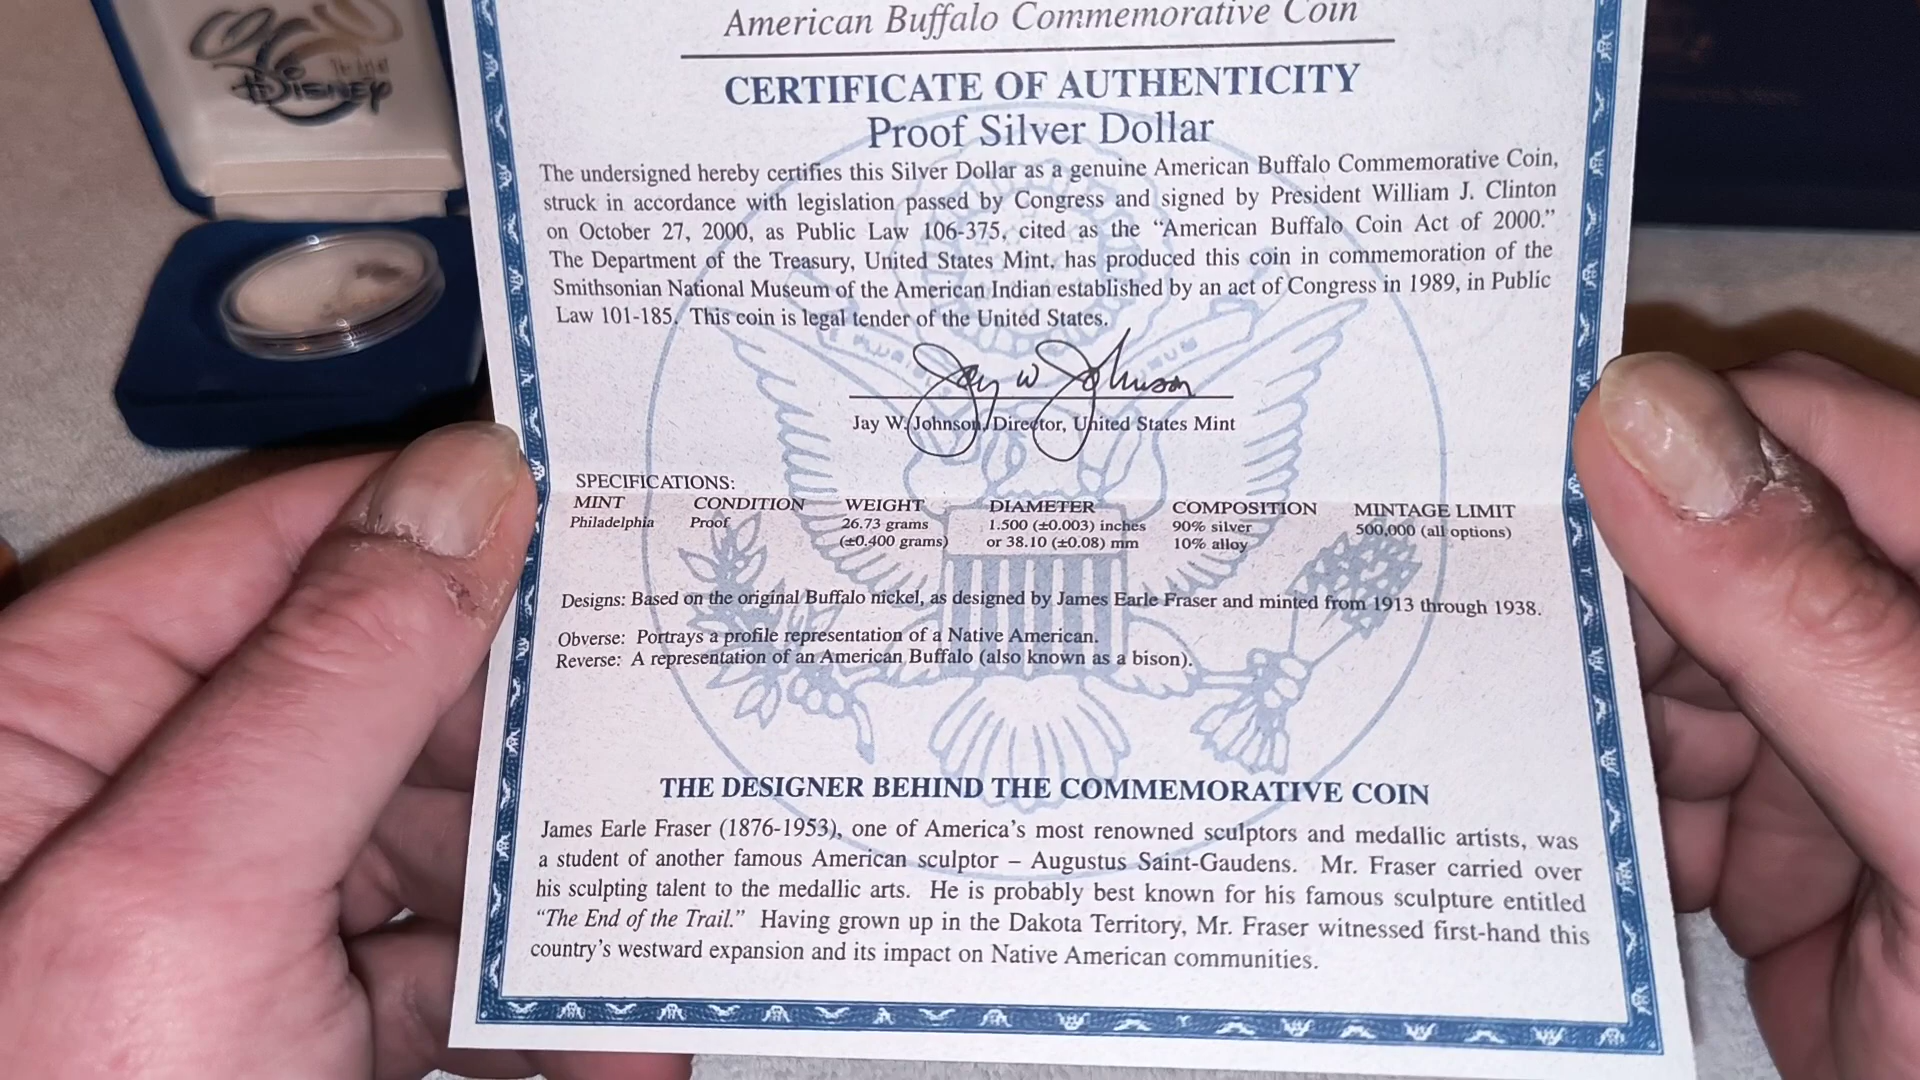 The Art of
DISNEY
American Buffalo Commemorative Coin
CERTIFICATE OF AUTHENTICITY
Proof Silver Dollar
The undersigned hereby certifies this Silver Dollar as a genuine American Buffalo Commemorative Coin,
struck in accordance with legislation passed by Congress and signed by President William J. Clinton
on October 27, 2000, as Public Law 106-375, cited as the “American Buffalo Coin Act of 2000.”
The Department of the Treasury, United States Mint, has produced this coin in commemoration of the
Smithsonian National Museum of the American Indian established by an act of Congress in 1989, in Public
Law 101-185. This coin is legal tender of the United States.
Jay W Johnson
Jay W. Johnson, Director, United States Mint
SPECIFICATIONS:
MINT CONDITION WEIGHT DIAMETER COMPOSITION MINTAGE LIMIT
Philadelphia Proof 26.73 grams 1.500 (±0.003) inches 90% silver 500,000 (all options)
(±0.400 grams) or 38.10 (±0.08) mm 10% alloy
Designs: Based on the original Buffalo nickel, as designed by James Earle Fraser and minted from 1913 through 1938.
Obverse: Portrays a profile representation of a Native American.
Reverse: A representation of an American Buffalo (also known as a bison).
THE DESIGNER BEHIND THE COMMEMORATIVE COIN
James Earle Fraser (1876-1953), one of America’s most renowned sculptors and medallic artists, was
a student of another famous American sculptor – Augustus Saint-Gaudens. Mr. Fraser carried over
his sculpting talent to the medallic arts. He is probably best known for his famous sculpture entitled
“The End of the Trail.” Having grown up in the Dakota Territory, Mr. Fraser witnessed first-hand this
country’s westward expansion and its impact on Native American communities.